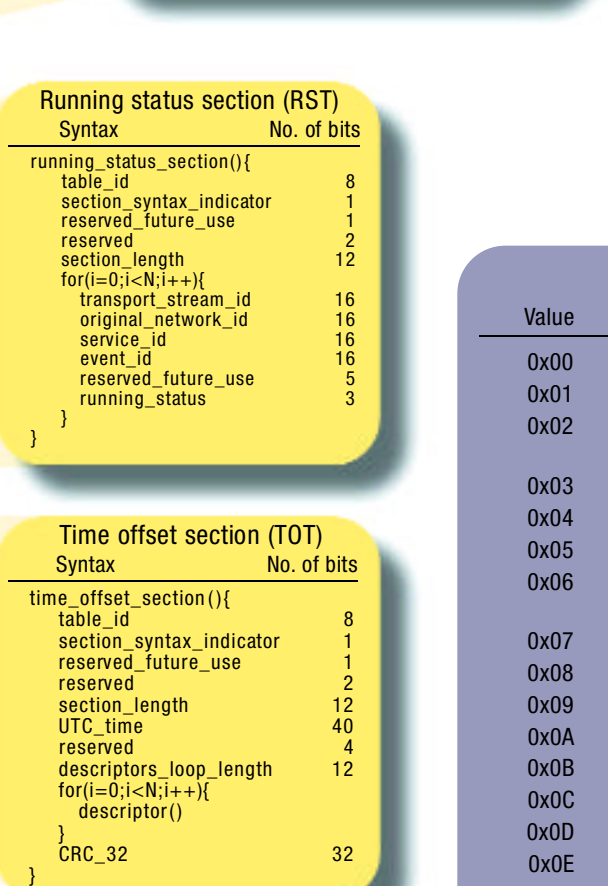 Running status section (RST)
Syntax No. of bits
running_status_section(){
table_id 8
section_syntax_indicator 1
reserved_future_use 1
reserved 2
section_length 12
for(i=0;i<N;i++){
transport_stream_id 16
original_network_id 16
service_id 16
event_id 16
reserved_future_use 5
running_status 3
}
}
Time offset section (TOT)
Syntax No. of bits
time_offset_section(){
table_id 8
section_syntax_indicator 1
reserved_future_use 1
reserved 2
section_length 12
UTC_time 40
reserved 4
descriptors_loop_length 12
for(i=0;i<N;i++){
descriptor()
}
CRC_32 32
}
Value
0x00
0x01
0x02
0x03
0x04
0x05
0x06
0x07
0x08
0x09
0x0A
0x0B
0x0C
0x0D
0x0E